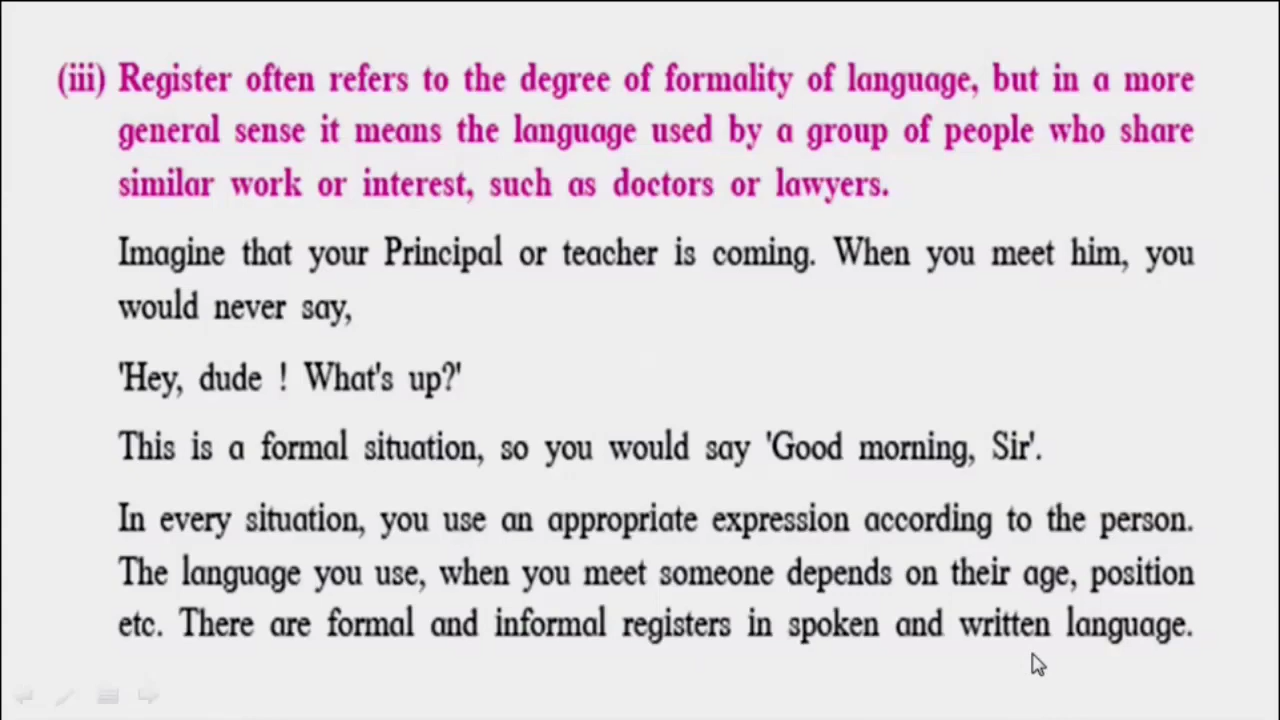 (iii) Register often refers to the degree of formality of language, but in a more
general sense it means the language used by a group of people who share
similar work or interest, such as doctors or lawyers.
Imagine that your Principal or teacher is coming. When you meet him, you
would never say,
'Hey, dude ! What's up?'
This is a formal situation, so you would say 'Good morning, Sir'.
In every situation, you use an appropriate expression according to the person.
The language you use, when you meet someone depends on their age, position
etc. There are formal and informal registers in spoken and written language.